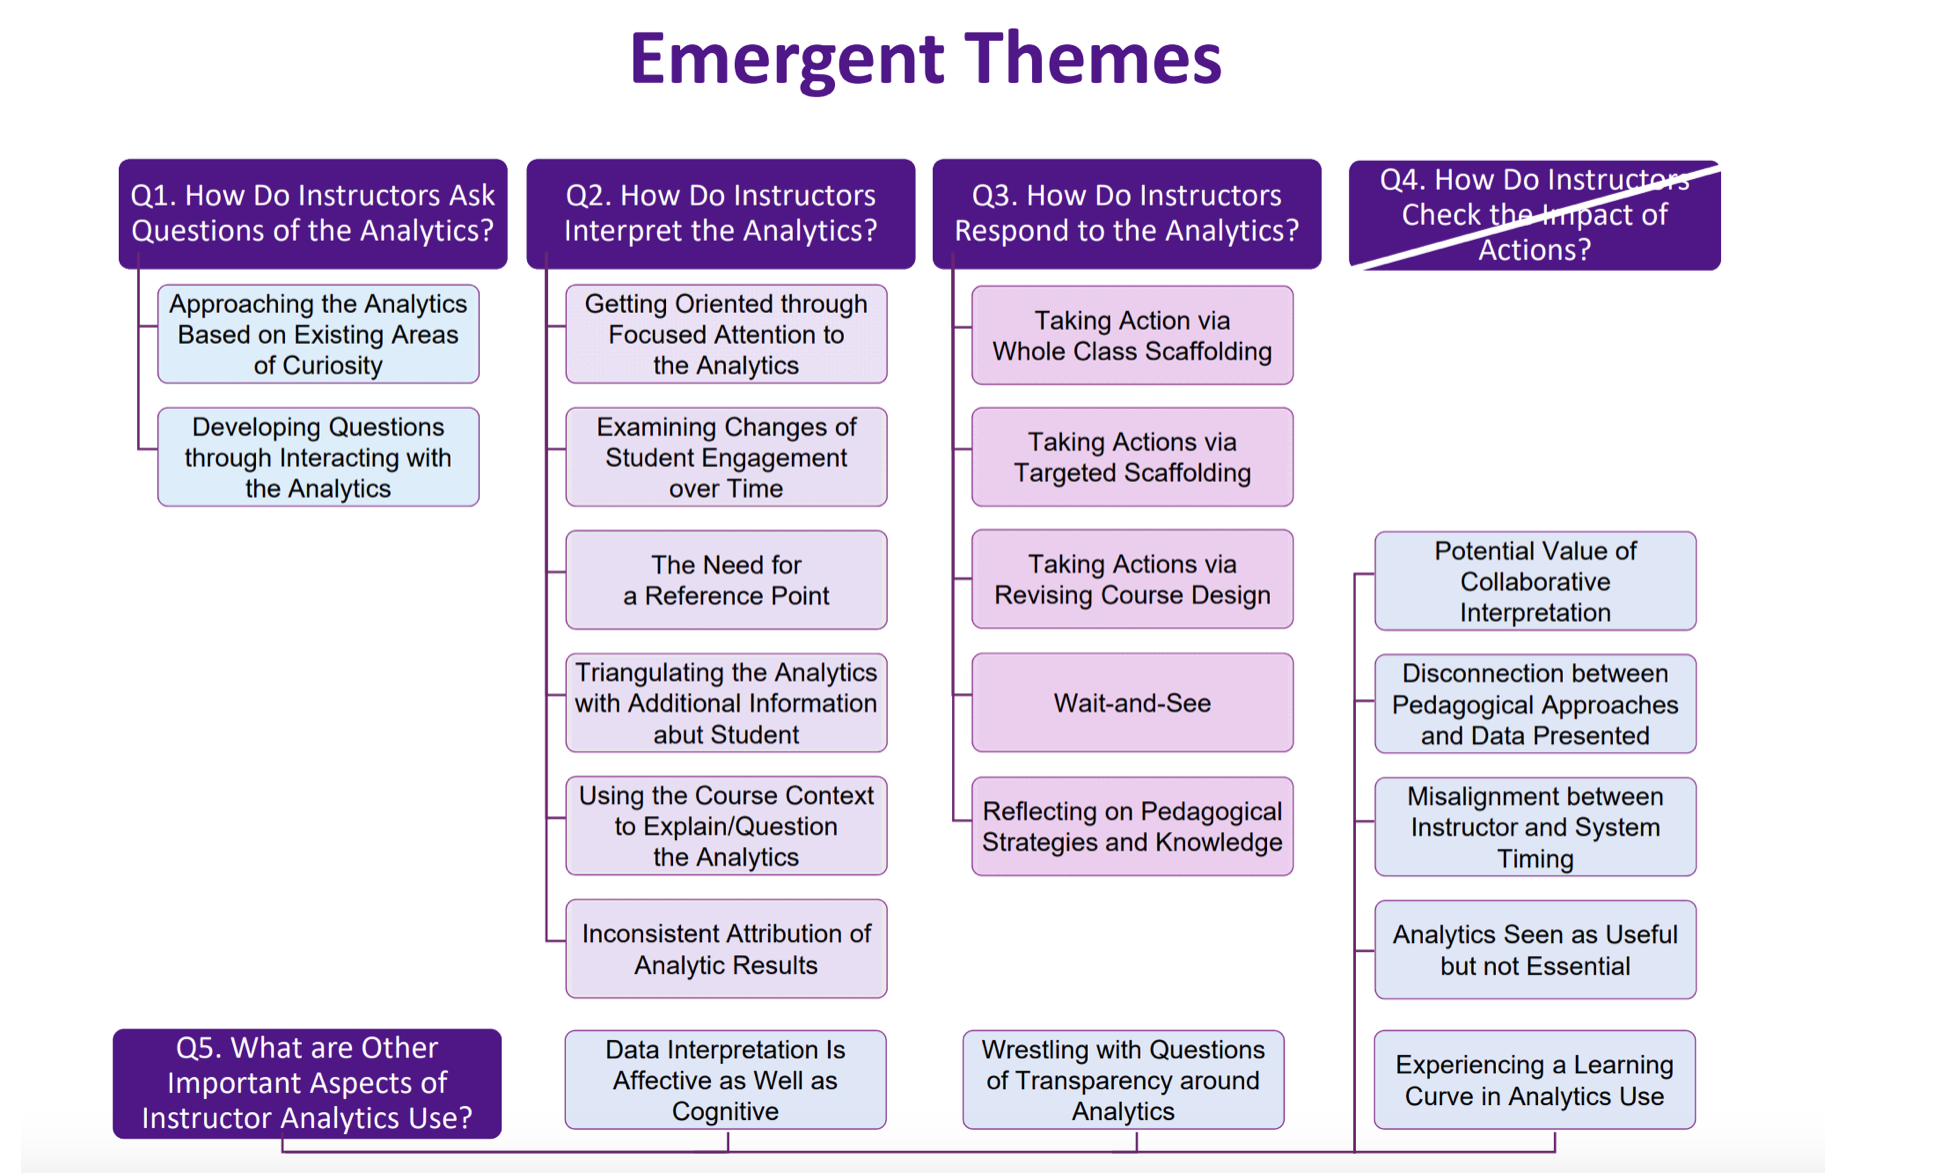 Emergent Themes
Q1. How Do Instructors Ask
Questions of the Analytics?
Approaching the Analytics
Based on Existing Areas
of Curiosity
Developing Questions
through Interacting with
the Analytics
Q2. How Do Instructors
Interpret the Analytics?
Getting Oriented through
Focused Attention to
the Analytics
Examining Changes of
Student Engagement
over Time
The Need for
a Reference Point
Triangulating the Analytics
with Additional Information
abut Student
Using the Course Context
to Explain/Question
the Analytics
Inconsistent Attribution of
Analytic Results
Q3. How Do Instructors
Respond to the Analytics?
Taking Action via
Whole Class Scaffolding
Taking Actions via
Targeted Scaffolding
Taking Actions via
Revising Course Design
Wait-and-See
Reflecting on Pedagogical
Strategies and Knowledge
Q4. How Do Instructors
Check the Impact of
Actions?
Q5. What are Other
Important Aspects of
Instructor Analytics Use?
Data Interpretation Is
Affective as Well as
Cognitive
Wrestling with Questions
of Transparency around
Analytics
Potential Value of
Collaborative
Interpretation
Disconnection between
Pedagogical Approaches
and Data Presented
Misalignment between
Instructor and System
Timing
Analytics Seen as Useful
but not Essential
Experiencing a Learning
Curve in Analytics Use